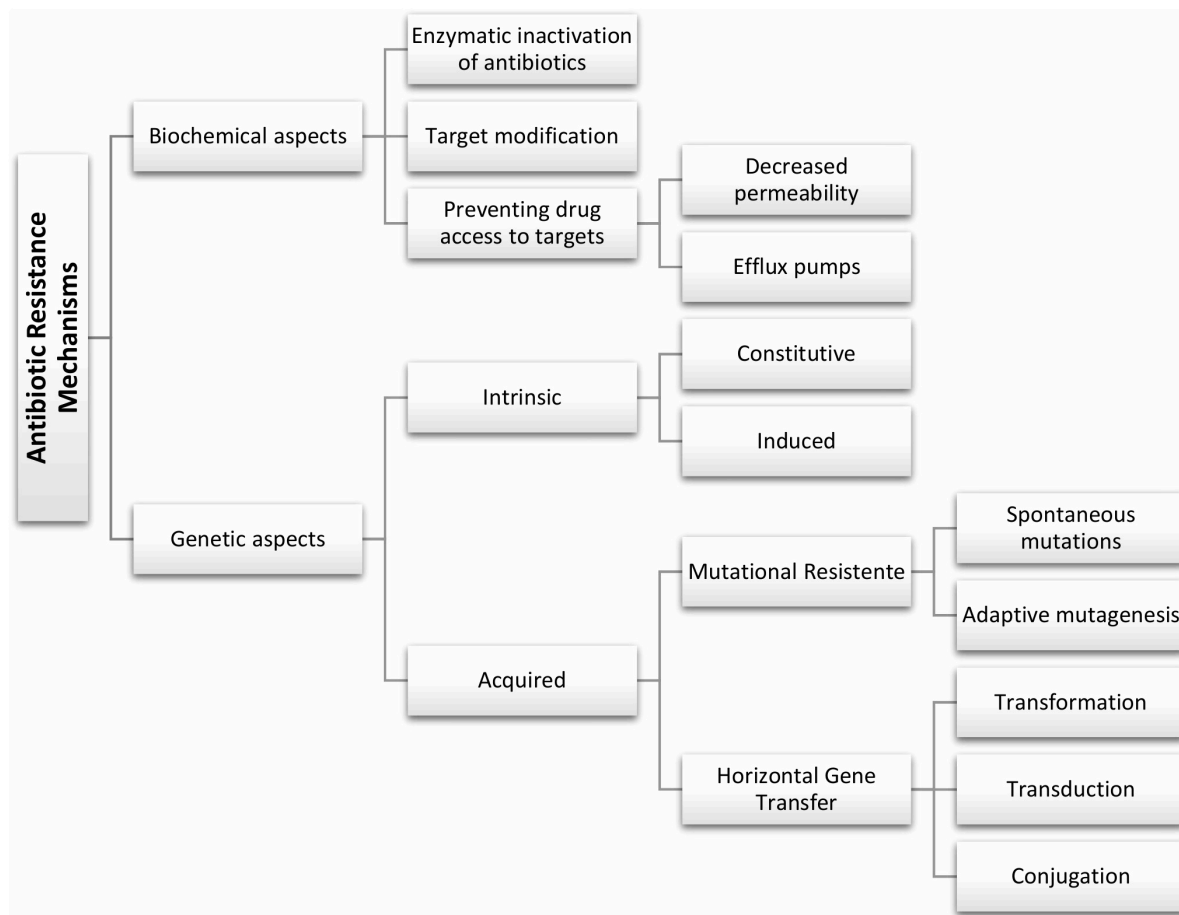 Antibiotic Resistance
Mechanisms
Biochemical aspects
Enzymatic inactivation
of antibiotics
Target modification
Preventing drug
access to targets
Decreased
permeability
Efflux pumps
Genetic aspects
Intrinsic
Constitutive
Induced
Acquired
Mutational Resistente
Spontaneous
mutations
Adaptive mutagenesis
Horizontal Gene
Transfer
Transformation
Transduction
Conjugation